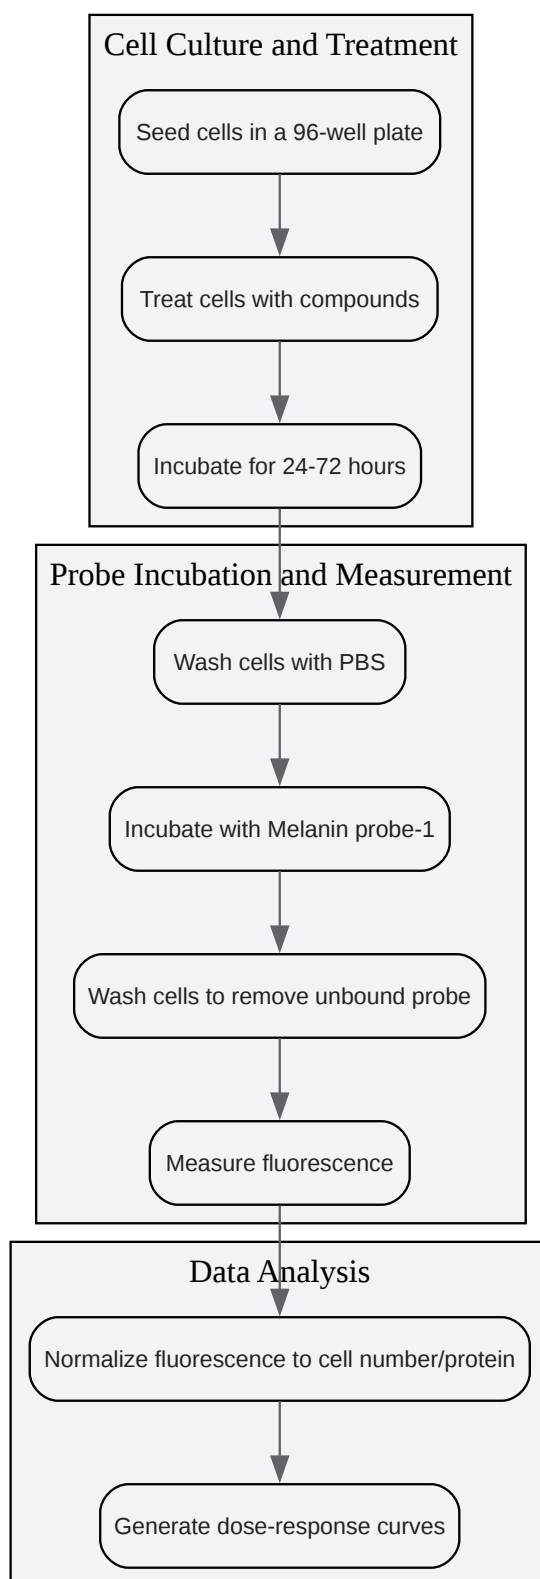 Cell Culture and Treatment
Seed cells in a 96-well plate
Treat cells with compounds
Incubate for 24-72 hours
Probe Incubation and Measurement
Wash cells with PBS
Incubate with Melanin probe-1
Wash cells to remove unbound probe
Measure fluorescence
Data Analysis
Normalize fluorescence to cell number/protein
Generate dose-response curves